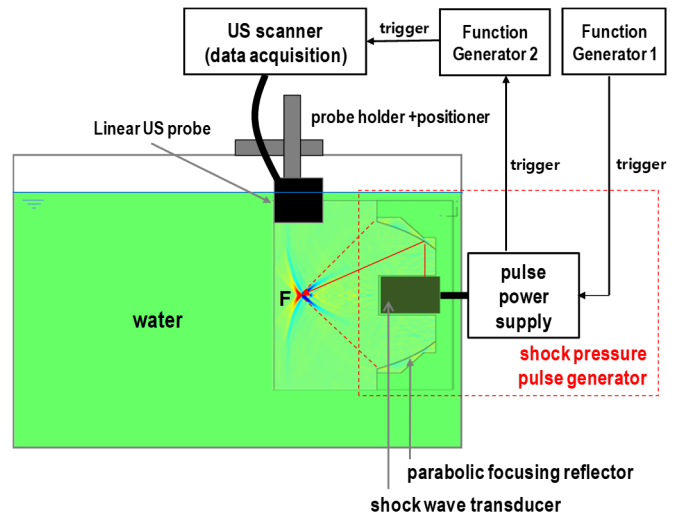 US scanner
(data acquisition)
trigger
Function
Generator 2
Function
Generator 1
probe holder +positioner
Linear US probe
trigger
trigger
F
water
pulse
power
supply
shock pressure
pulse generator
parabolic focusing reflector
shock wave transducer